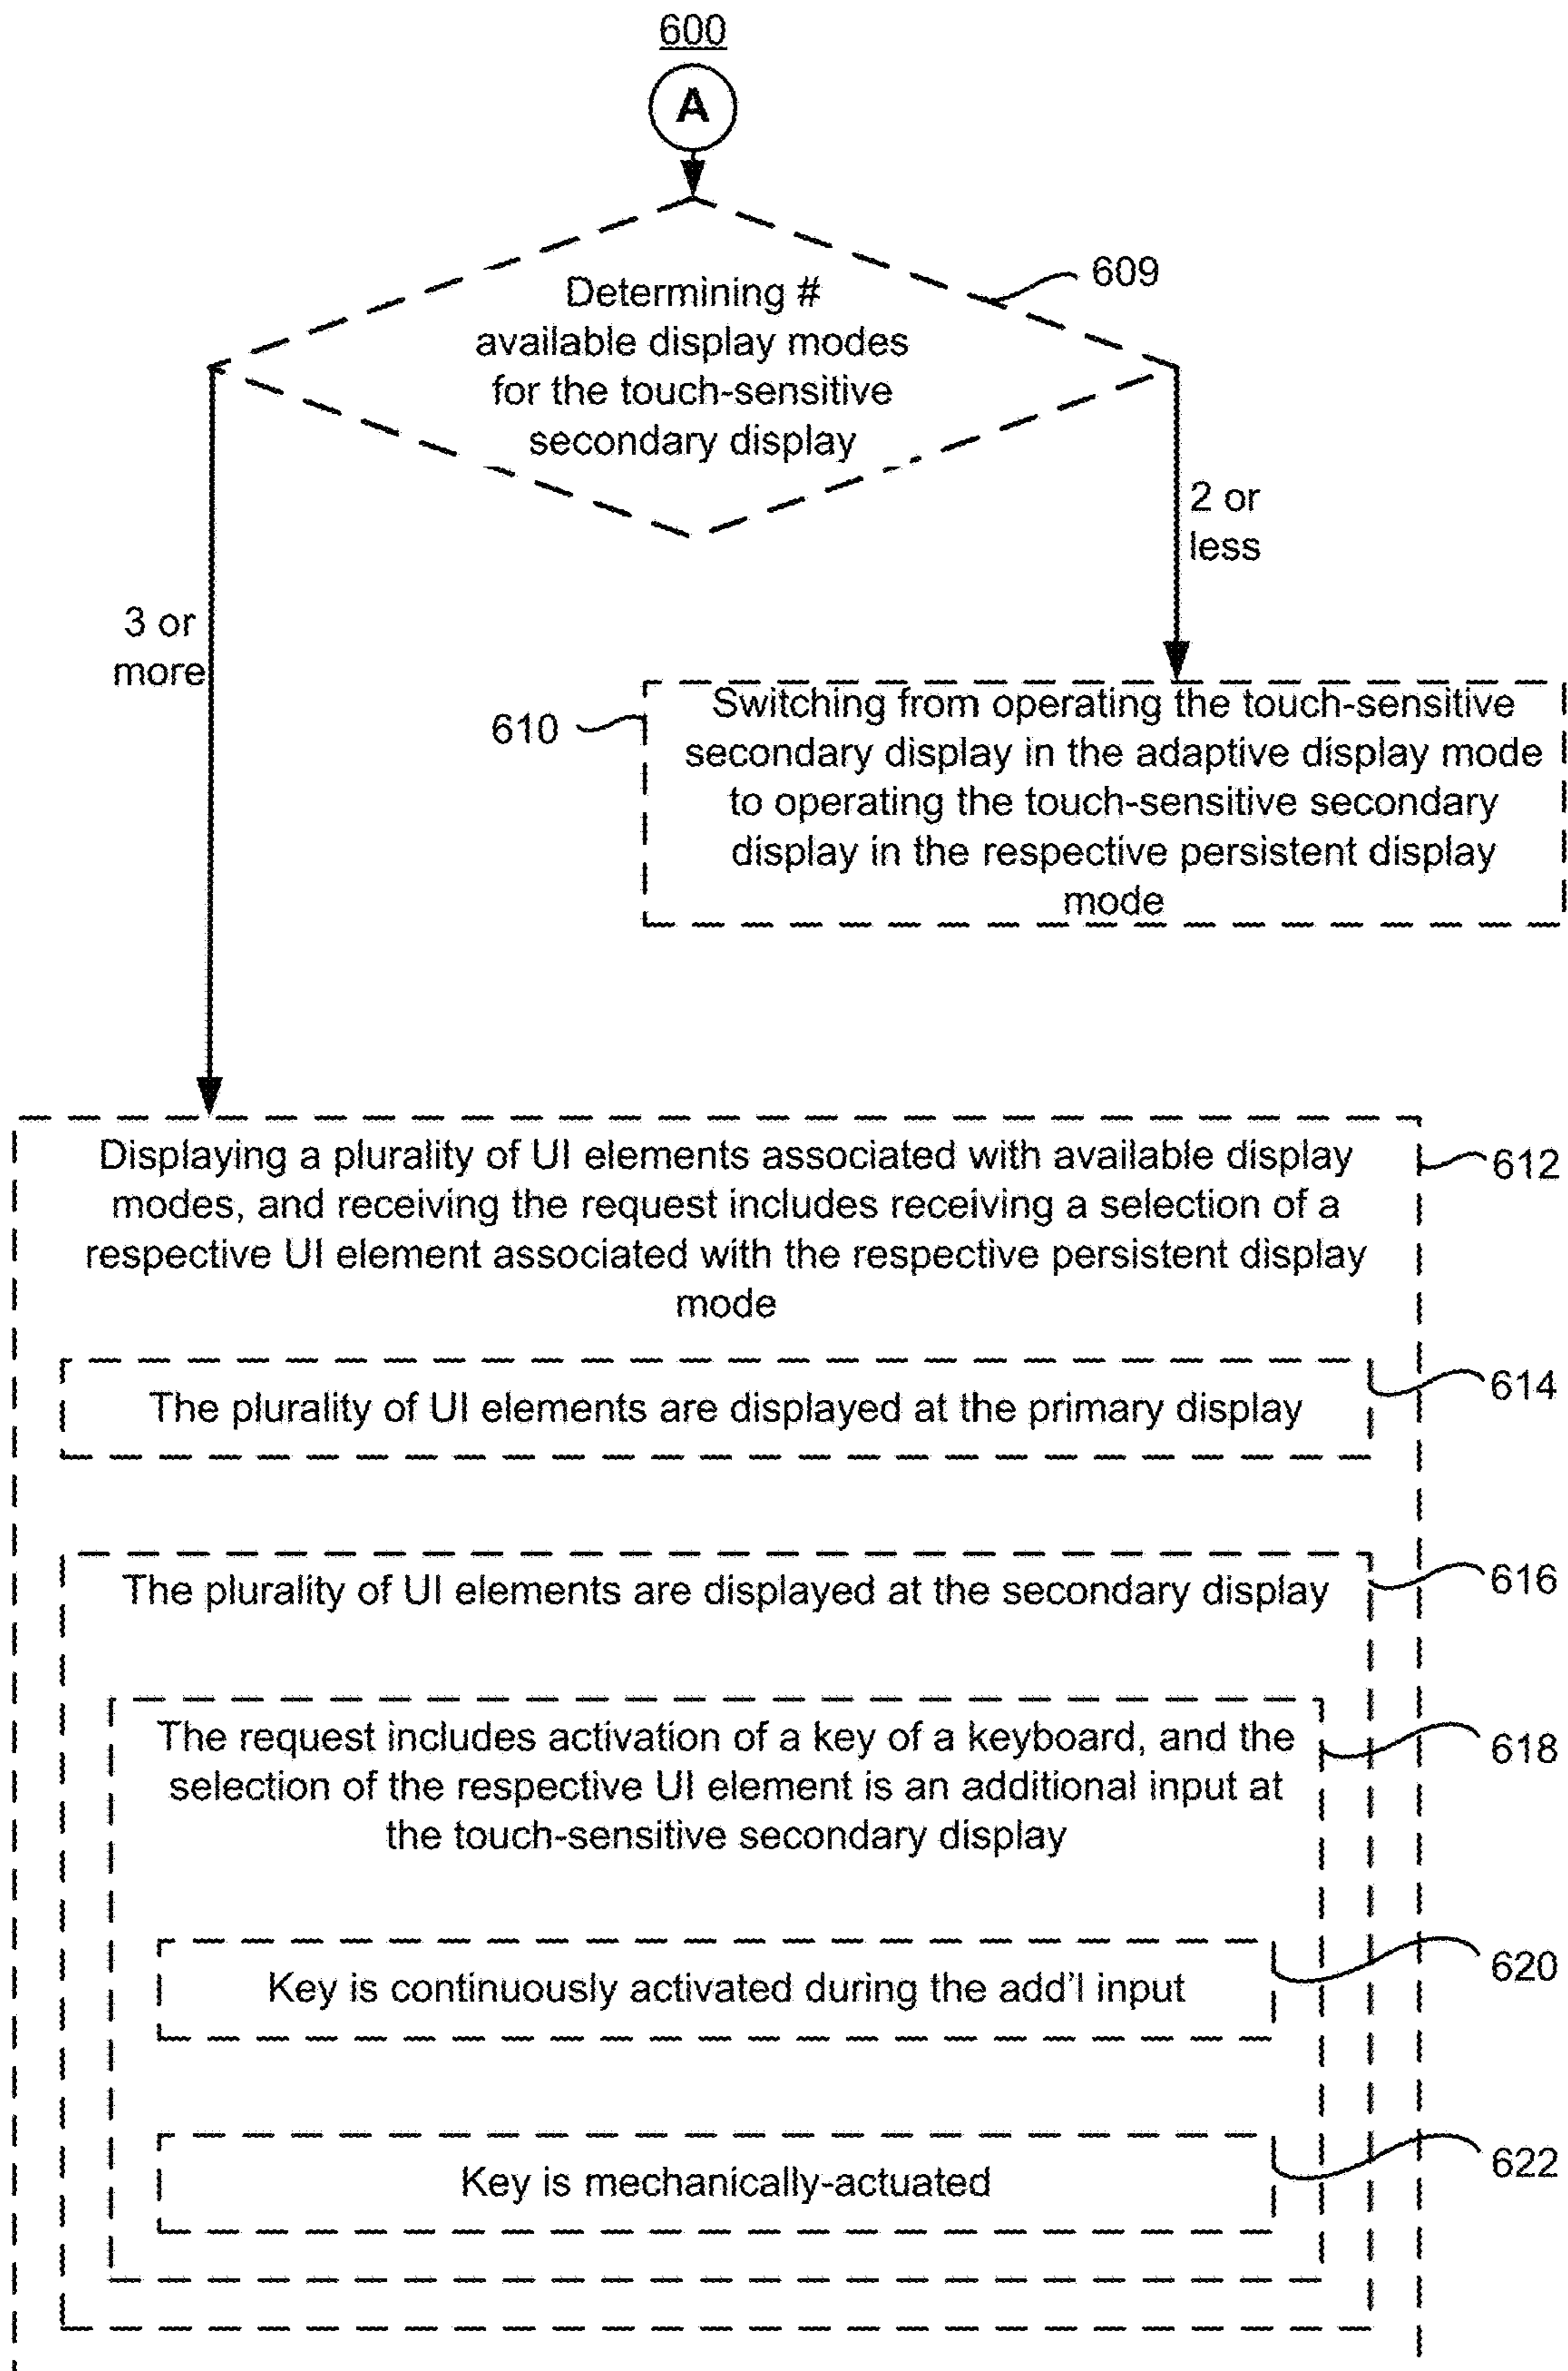 600
A
Determining #
available display modes
for the touch-sensitive
secondary display
609
2 or
less
3 or
more
610
Switching from operating the touch-sensitive
secondary display in the adaptive display mode
to operating the touch-sensitive secondary
display in the respective persistent display
mode
Displaying a plurality of UI elements associated with available display
modes, and receiving the request includes receiving a selection of a
respective UI element associated with the respective persistent display
mode
612
The plurality of UI elements are displayed at the primary display
614
The plurality of UI elements are displayed at the secondary display
616
The request includes activation of a key of a keyboard, and the
selection of the respective UI element is an additional input at
the touch-sensitive secondary display
618
Key is continuously activated during the add'l input
620
Key is mechanically-actuated
622